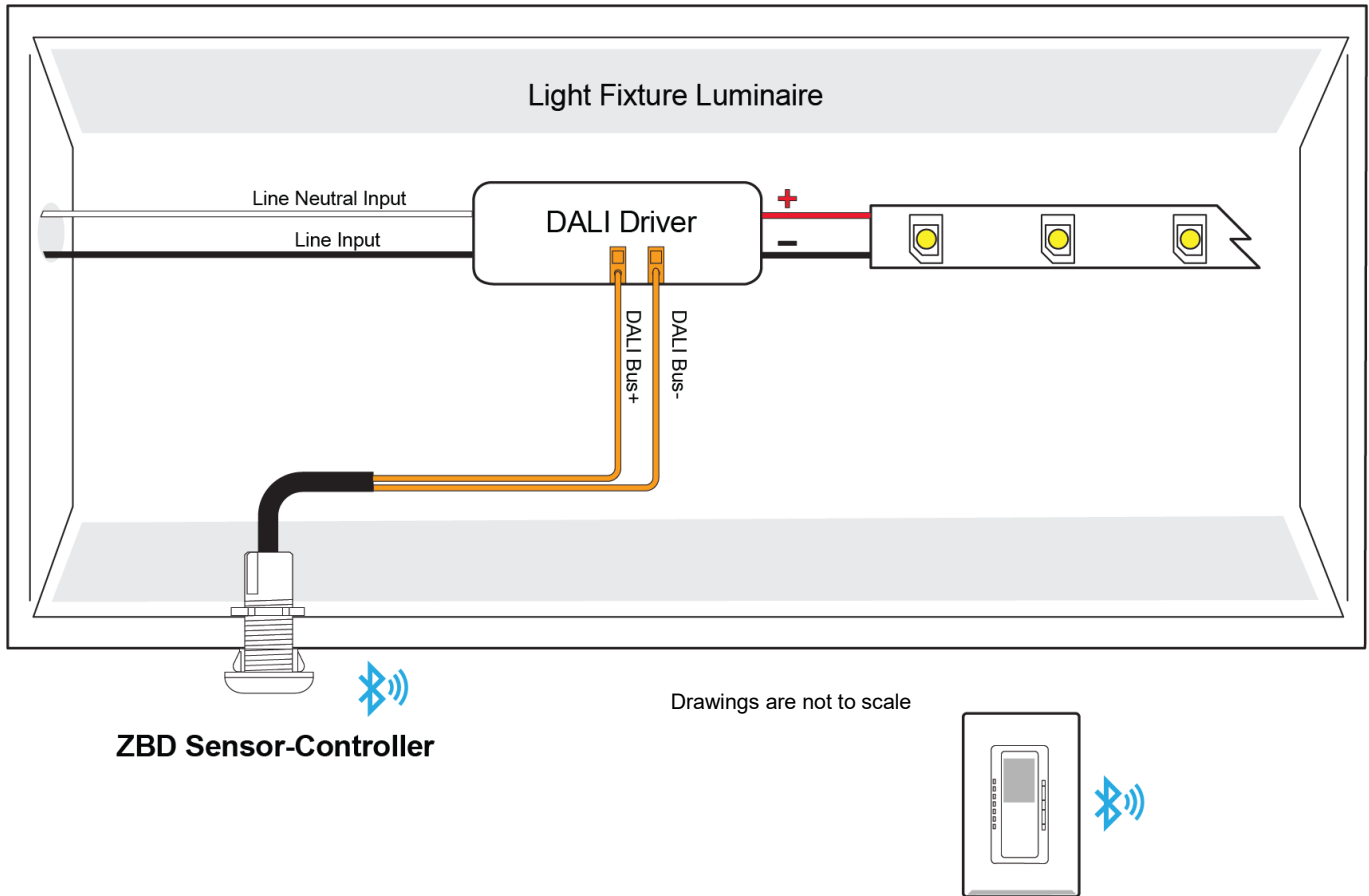 Light Fixture Luminaire
Line Neutral Input
DALI Driver
+
Line Input
-
DALI Bus+
DALI Bus-
Drawings are not to scale
ZBD Sensor-Controller